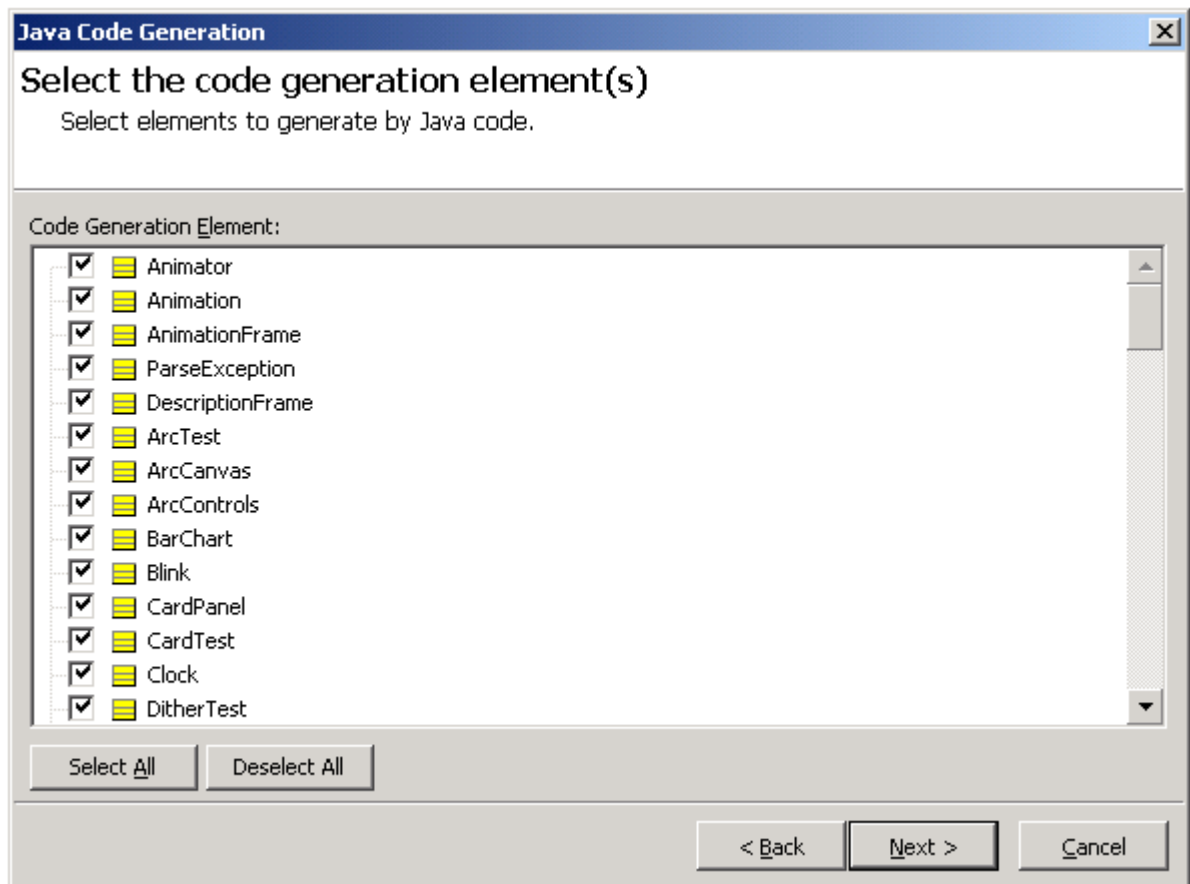 Java Code Generation
Select the code generation element(s)
Select elements to generate by Java code.
Code Generation Element:
Animator
Animation
AnimationFrame
ParseException
DescriptionFrame
ArcTest
ArcCanvas
ArcControls
BarChart
Blink
CardPanel
CardTest
Clock
DitherTest
Select All Deselect All
< Back Next > Cancel